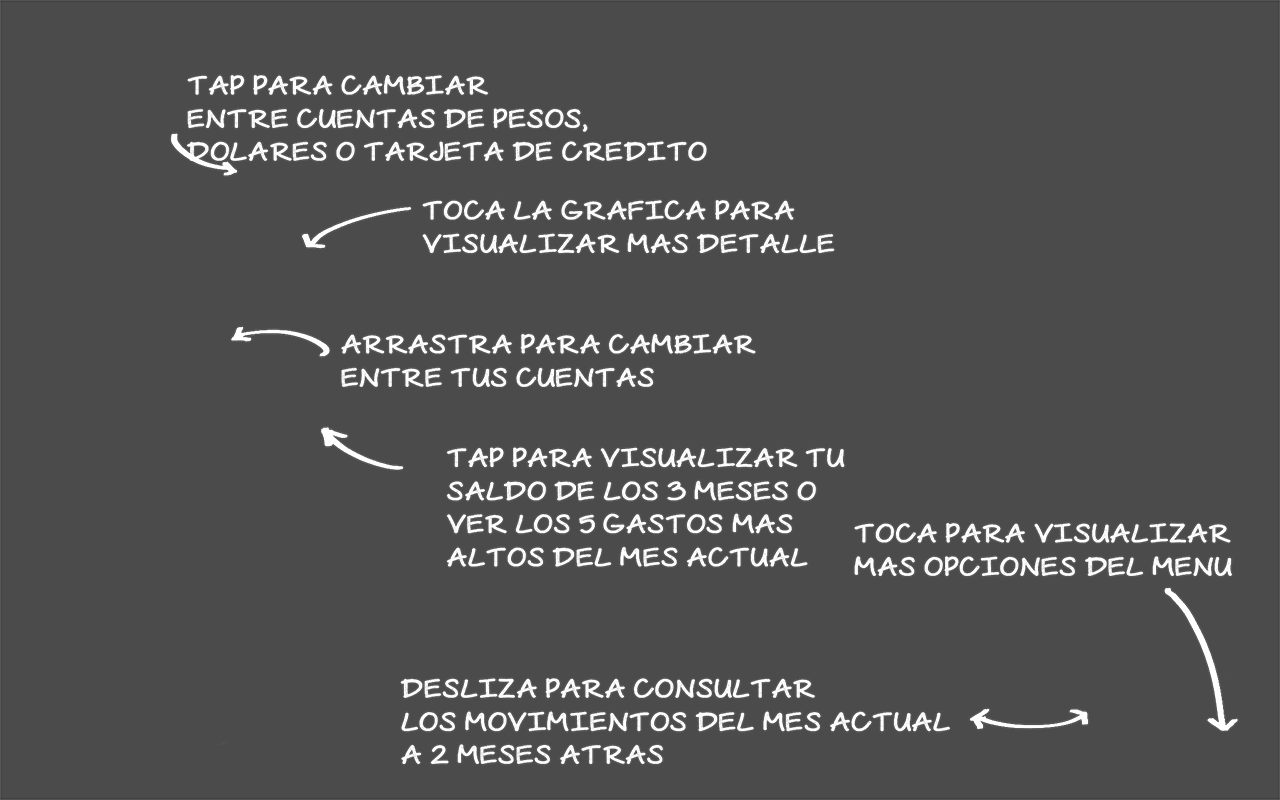 TAP PARA CAMBIAR
ENTRE CUENTAS DE PESOS,
DOLARES O TARJETA DE CREDITO
TOCA LA GRAFICA PARA
VISUALIZAR MAS DETALLE
ARRASTRA PARA CAMBIAR
ENTRE TUS CUENTAS
TAP PARA VISUALIZAR TU
SALDO DE LOS 3 MESES O
VER LOS 5 GASTOS MAS
ALTOS DEL MES ACTUAL
TOCA PARA VISUALIZAR
MAS OPCIONES DEL MENU
DESLIZA PARA CONSULTAR
LOS MOVIMIENTOS DEL MES ACTUAL
A 2 MESES ATRAS